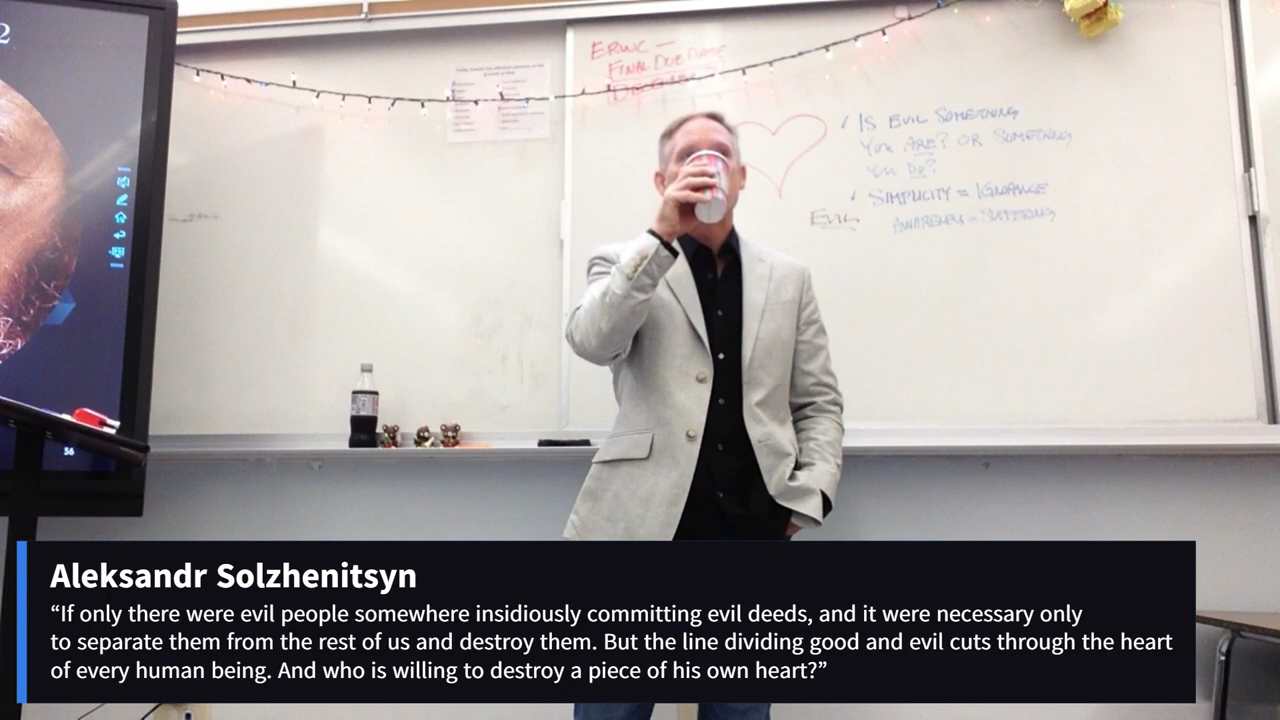 2
ERWC —
FINAL DUE DATE
IS EVIL SOMETHING
YOU ARE? OR SOMETHING
YOU DO?
SIMPLICITY = IGNORANCE
EVIL
AWARENESS = SUFFERING
56
Aleksandr Solzhenitsyn
“If only there were evil people somewhere insidiously committing evil deeds, and it were necessary only
to separate them from the rest of us and destroy them. But the line dividing good and evil cuts through the heart
of every human being. And who is willing to destroy a piece of his own heart?”